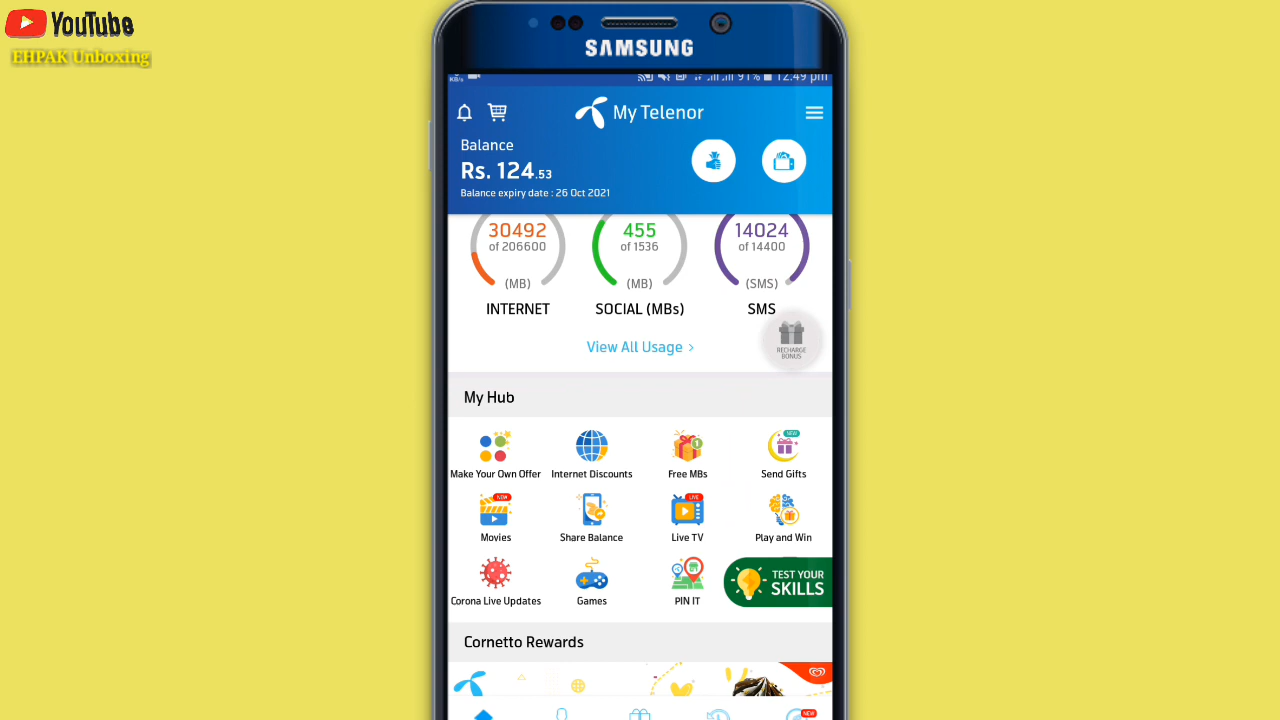 YouTube
EHPAK Unboxing
SAMSUNG
KB/s
91% 12:49 pm
My Telenor
Balance
Rs. 124.53
Balance expiry date : 26 Oct 2021
30492 455 14024
of 206600 of 1536 of 14400
(MB) (MB) (SMS)
INTERNET SOCIAL (MBs) SMS
RECHARGE
BONUS
View All Usage >
My Hub
NEW
1
Make Your Own Offer Internet Discounts Free MBs Send Gifts
NEW LIVE
Movies Share Balance Live TV Play and Win
TEST YOUR
SKILLS
Corona Live Updates Games PIN IT
Cornetto Rewards
NEW